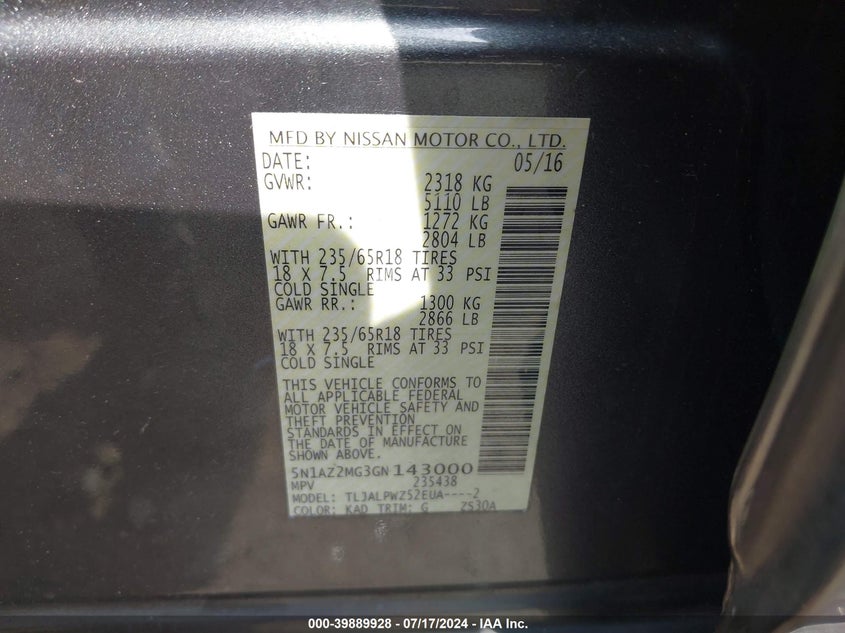 MFD BY NISSAN MOTOR CO., LTD.
DATE: 05/16
GVWR: 2318 KG
5110 LB
GAWR FR.: 1272 KG
2804 LB
WITH 235/65R18 TIRES
18 X 7.5 RIMS AT 33 PSI
COLD SINGLE
GAWR RR.: 1300 KG
2866 LB
WITH 235/65R18 TIRES
18 X 7.5 RIMS AT 33 PSI
COLD SINGLE
THIS VEHICLE CONFORMS TO
ALL APPLICABLE FEDERAL
MOTOR VEHICLE SAFETY AND
THEFT PREVENTION
STANDARDS IN EFFECT ON
THE DATE OF MANUFACTURE
SHOWN ABOVE.
5N1AZ2MG3GN143000
MPV 235438
MODEL: TLJALPWZ52EUA----2
COLOR: KAD TRIM: G Z530A
000-39889928 / 07/17/2024 - IAA Inc.